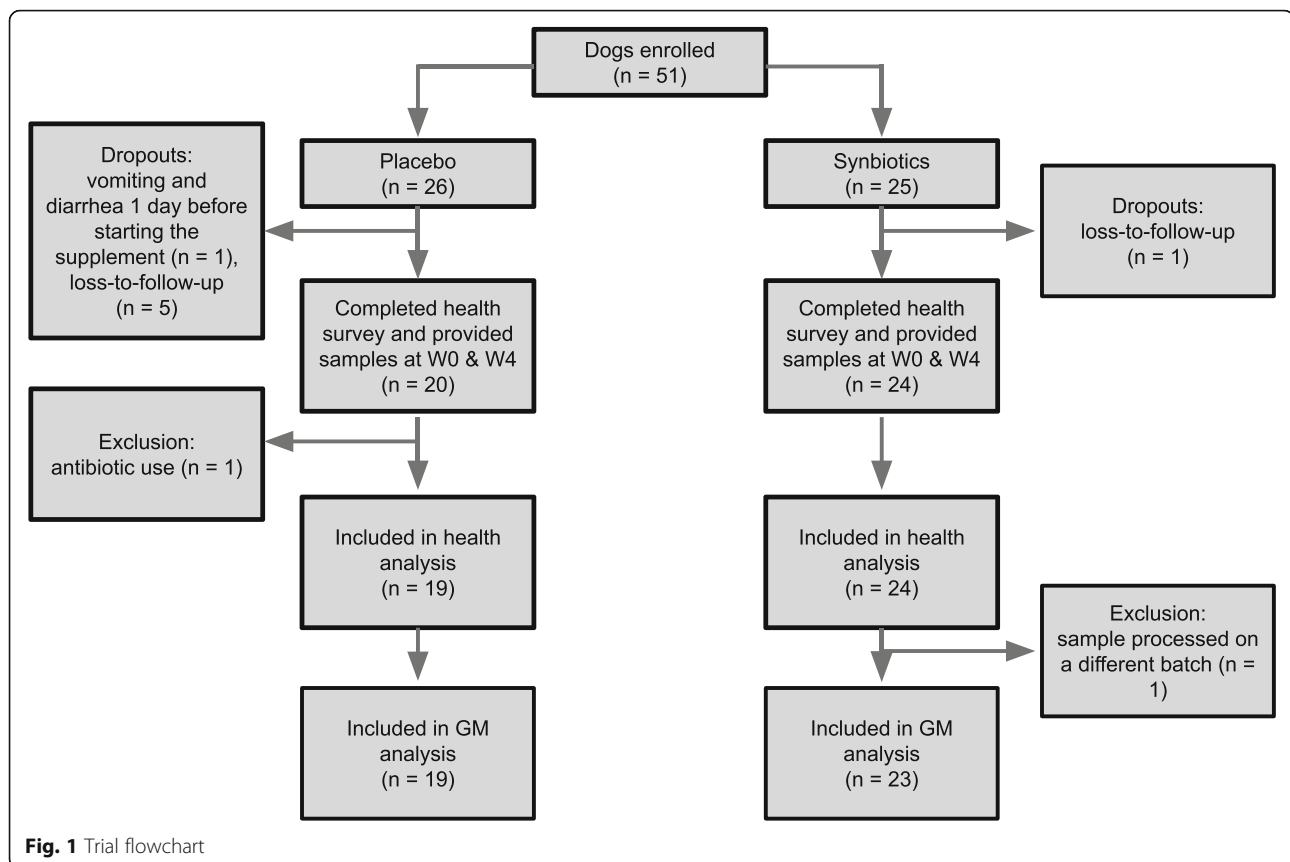 Dogs enrolled
(n = 51)
Placebo
(n = 26)
Synbiotics
(n = 25)
Dropouts:
vomiting and
diarrhea 1 day before
starting the
supplement (n = 1),
loss-to-follow-up
(n = 5)
Dropouts:
loss-to-follow-up
(n = 1)
Completed health
survey and provided
samples at W0 & W4
(n = 20)
Completed health
survey and provided
samples at W0 & W4
(n = 24)
Exclusion:
antibiotic use (n = 1)
Included in health
analysis
(n = 19)
Included in health
analysis
(n = 24)
Exclusion:
sample processed on
a different batch (n =
1)
Included in GM
analysis
(n = 19)
Included in GM
analysis
(n = 23)
Fig. 1 Trial flowchart